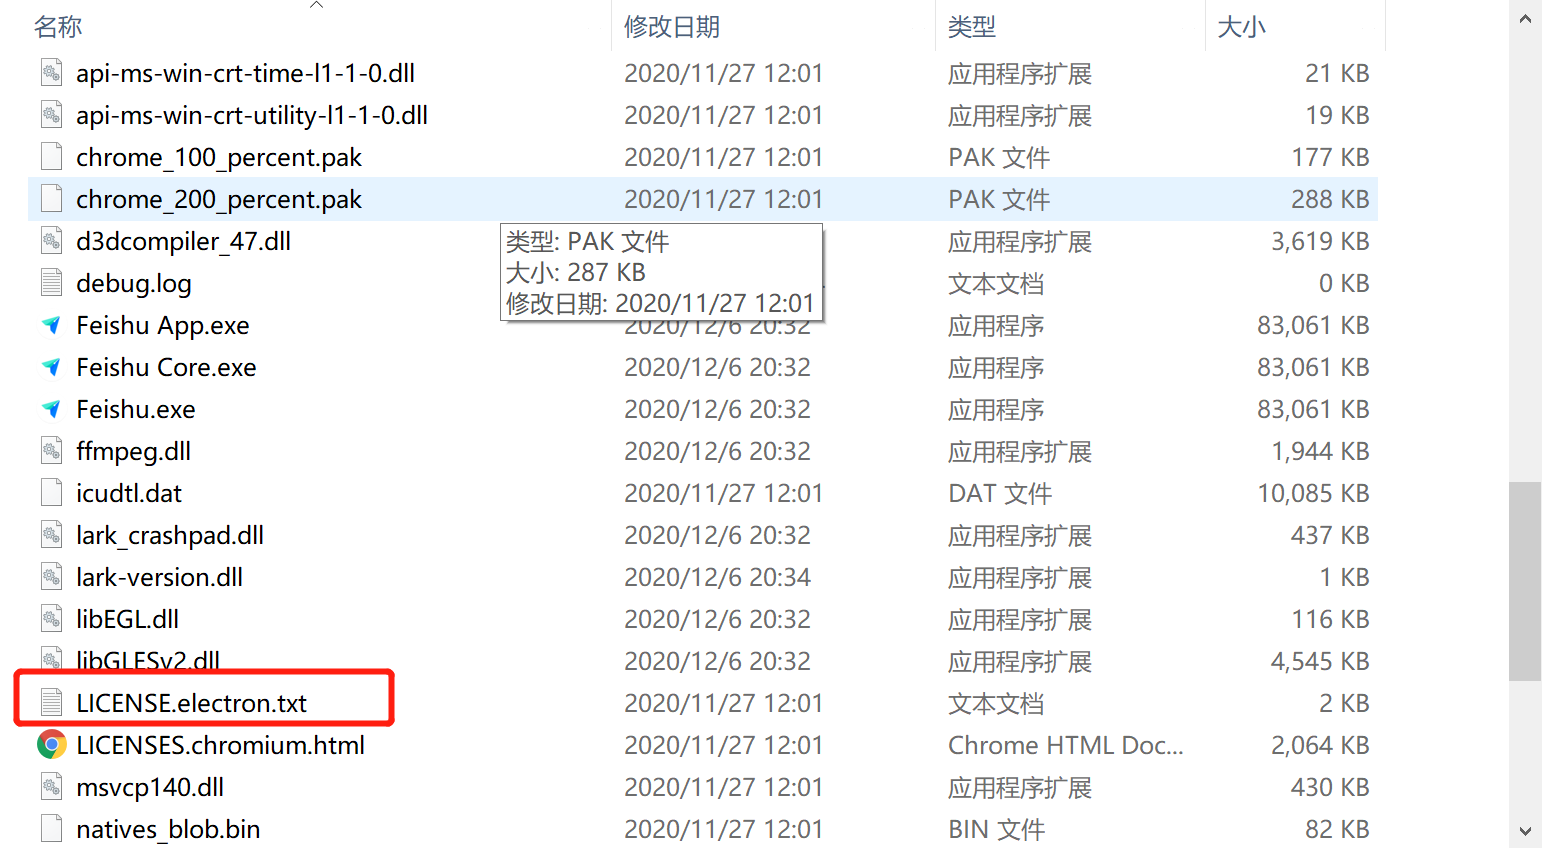 名称 修改日期 类型 大小
api-ms-win-crt-time-l1-1-0.dll 2020/11/27 12:01 应用程序扩展 21 KB
api-ms-win-crt-utility-l1-1-0.dll 2020/11/27 12:01 应用程序扩展 19 KB
chrome_100_percent.pak 2020/11/27 12:01 PAK 文件 177 KB
chrome_200_percent.pak 2020/11/27 12:01 PAK 文件 288 KB
d3dcompiler_47.dll 应用程序扩展 3,619 KB
类型: PAK 文件
大小: 287 KB
修改日期: 2020/11/27 12:01
debug.log 文本文档 0 KB
Feishu App.exe 2020/12/6 20:32 应用程序 83,061 KB
Feishu Core.exe 2020/12/6 20:32 应用程序 83,061 KB
Feishu.exe 2020/12/6 20:32 应用程序 83,061 KB
ffmpeg.dll 2020/12/6 20:32 应用程序扩展 1,944 KB
icudtl.dat 2020/11/27 12:01 DAT 文件 10,085 KB
lark_crashpad.dll 2020/12/6 20:32 应用程序扩展 437 KB
lark-version.dll 2020/12/6 20:34 应用程序扩展 1 KB
libEGL.dll 2020/12/6 20:32 应用程序扩展 116 KB
libGLESv2.dll 2020/12/6 20:32 应用程序扩展 4,545 KB
LICENSE.electron.txt 2020/11/27 12:01 文本文档 2 KB
LICENSES.chromium.html 2020/11/27 12:01 Chrome HTML Doc... 2,064 KB
msvcp140.dll 2020/11/27 12:01 应用程序扩展 430 KB
natives_blob.bin 2020/11/27 12:01 BIN 文件 82 KB